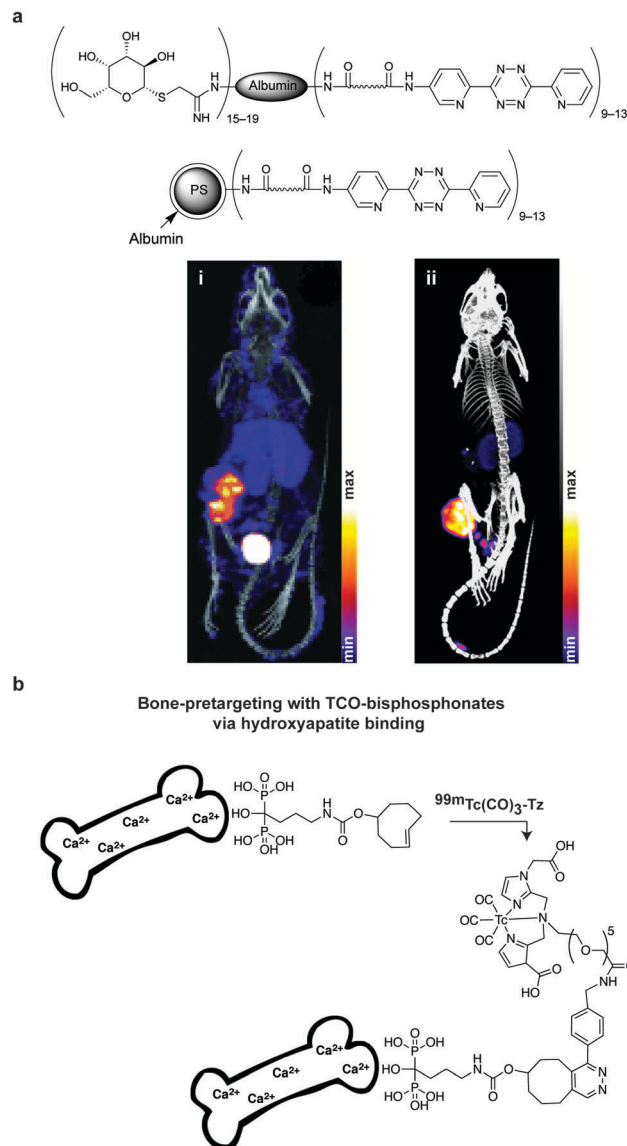 a
HO OH
HO OH
HO O S
H
N
NH
15–19
Albumin
H
N
O O
H
N
N
N N
N N
N
9–13
PS
Albumin
H
N
O O
H
N
N
N N
N N
N
9–13
i
max
min
ii
max
min
b
Bone-pretargeting with TCO-bisphosphonates
via hydroxyapatite binding
Ca²⁺
Ca²⁺
Ca²⁺ Ca²⁺
Ca²⁺
O
HO P OH
HO
HO P OH
O
H
N
O
O
⁹⁹ᵐTc(CO)₃-Tz
OH
O
N
N
OC
OC Tc N
OC
N
O
5
O
NH
HO O
Ca²⁺
Ca²⁺
Ca²⁺ Ca²⁺
Ca²⁺
O
HO P OH
HO
HO P OH
O
H
N
O
O
N
N